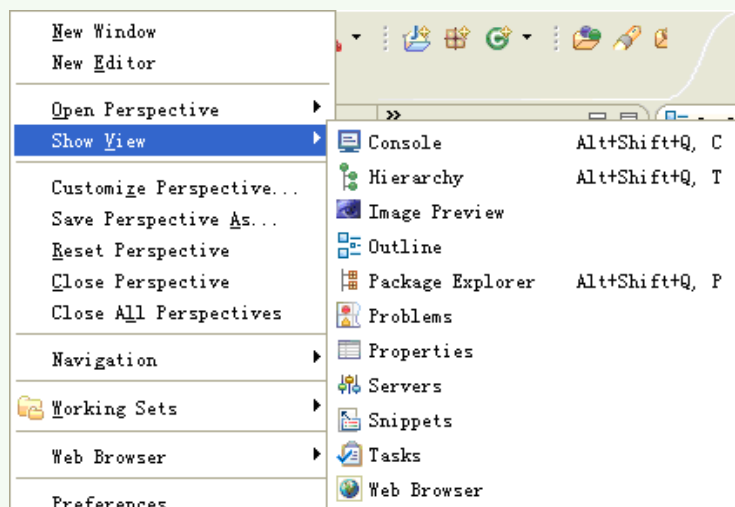 New Window
New Editor
Open Perspective
Show View
Customize Perspective...
Save Perspective As...
Reset Perspective
Close Perspective
Close All Perspectives
Navigation
Working Sets
Web Browser
Preferences
»
Console Alt+Shift+Q, C
Hierarchy Alt+Shift+Q, T
Image Preview
Outline
Package Explorer Alt+Shift+Q, P
Problems
Properties
Servers
Snippets
Tasks
Web Browser